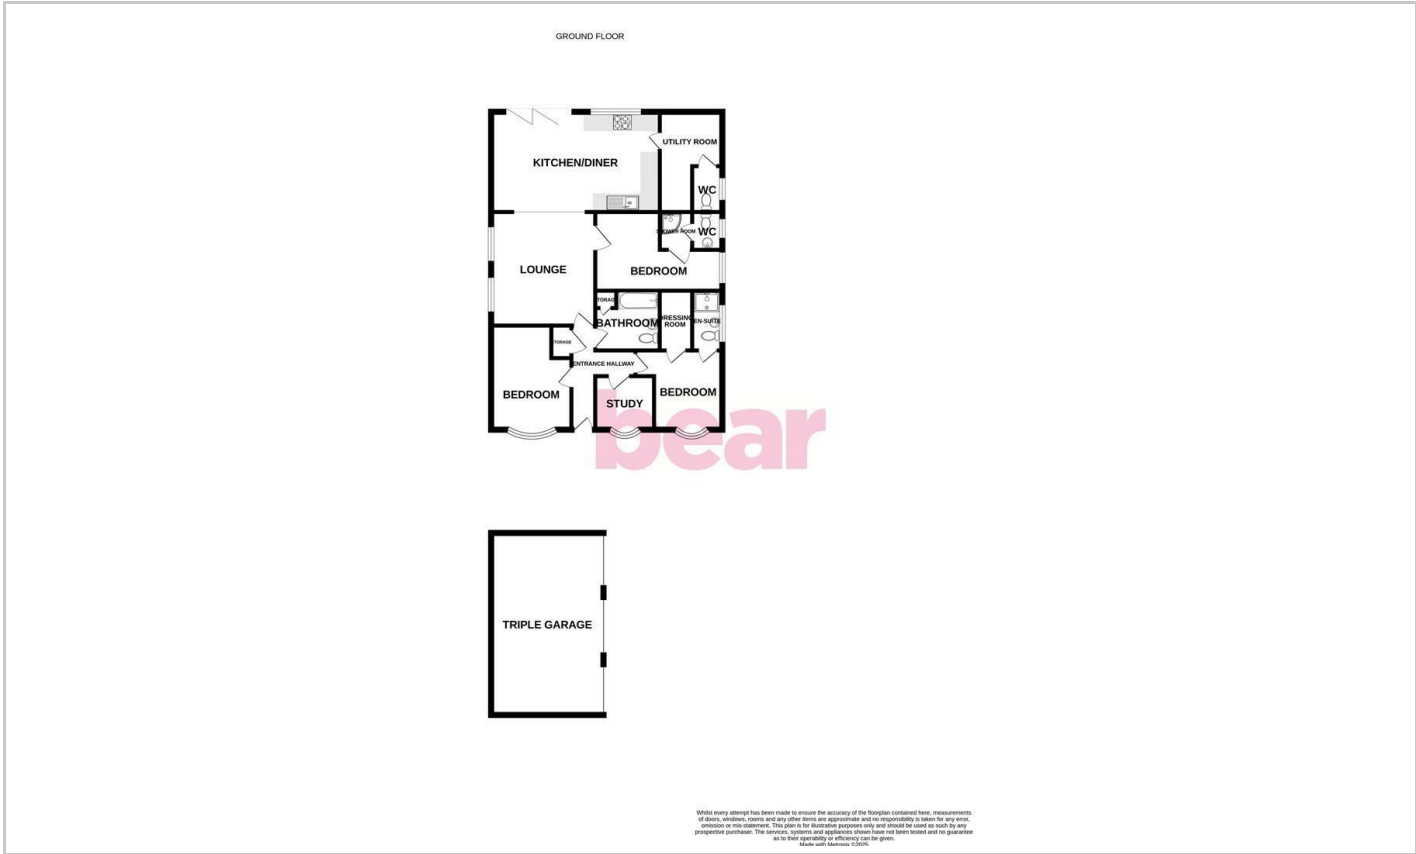 GROUND FLOOR
UTILITY ROOM
KITCHEN/DINER
WC
SHOWER ROOM
WC
LOUNGE
BEDROOM
STORAGE
BATHROOM
DRESSING
ROOM
EN-SUITE
STORAGE
ENTRANCE HALLWAY
BEDROOM
STUDY
BEDROOM
bear
TRIPLE GARAGE
Whilst every attempt has been made to ensure the accuracy of the floorplan contained here, measurements
of doors, windows, rooms and any other items are approximate and no responsibility is taken for any error,
omission or mis-statement. This plan is for illustrative purposes only and should be used as such by any
prospective purchaser. The services, systems and appliances shown have not been tested and no guarantee
as to their operability or efficiency can be given.
Made with Metropix ©2025